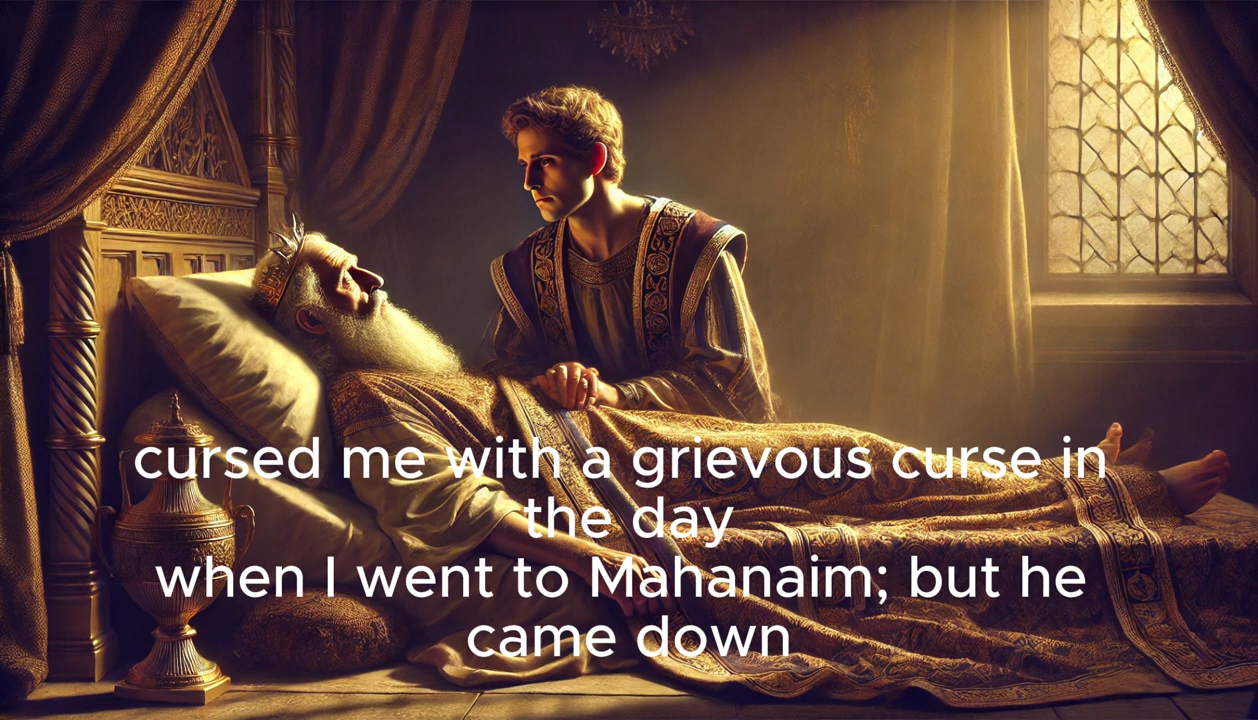 cursed me with a grievous curse in
the day
when I went to Mahanaim; but he
came down